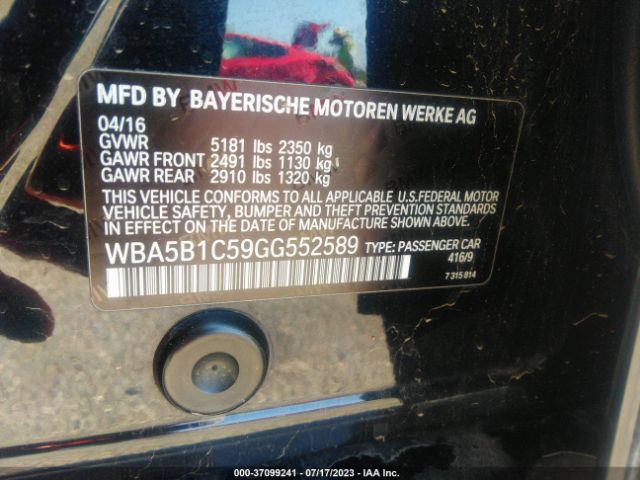 MFD BY BAYERISCHE MOTOREN WERKE AG
04/16
GVWR 5181 lbs 2350 kg
GAWR FRONT 2491 lbs 1130 kg
GAWR REAR 2910 lbs 1320 kg
THIS VEHICLE CONFORMS TO ALL APPLICABLE U.S.FEDERAL MOTOR
VEHICLE SAFETY, BUMPER AND THEFT PREVENTION STANDARDS
IN EFFECT ON THE DATE OF MANUFACTURE SHOWN ABOVE.
WBA5B1C59GG552589 TYPE: PASSENGER CAR
416/9
7 315 814
000-37099241 / 07/17/2023 - IAA Inc.